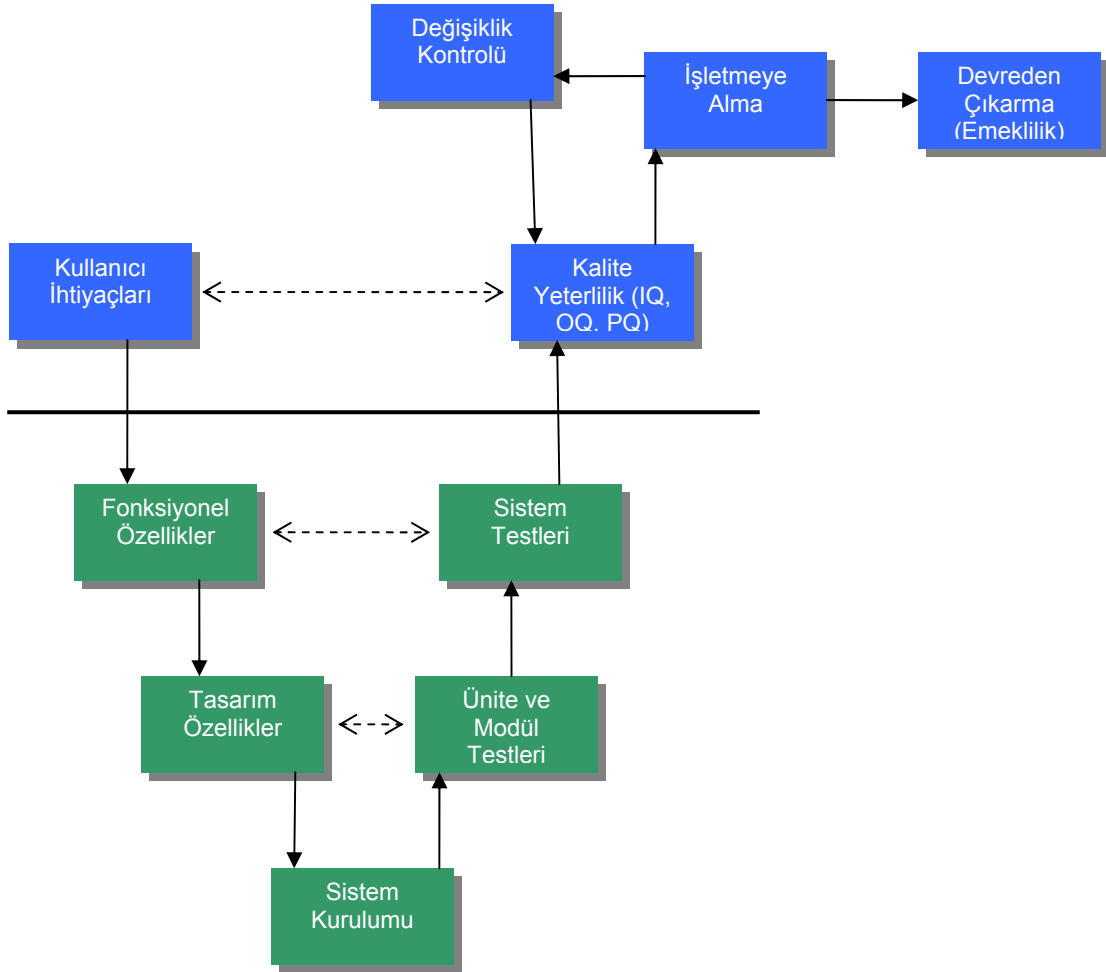 Değişiklik
Kontrolü
İşletmeye
Alma
Devreden
Çıkarma
(Emeklilik)
Kullanıcı
İhtiyaçları
Kalite
Yeterlilik (IQ,
OQ, PQ)
Fonksiyonel
Özellikler
Sistem
Testleri
Tasarım
Özellikler
Ünite ve
Modül
Testleri
Sistem
Kurulumu